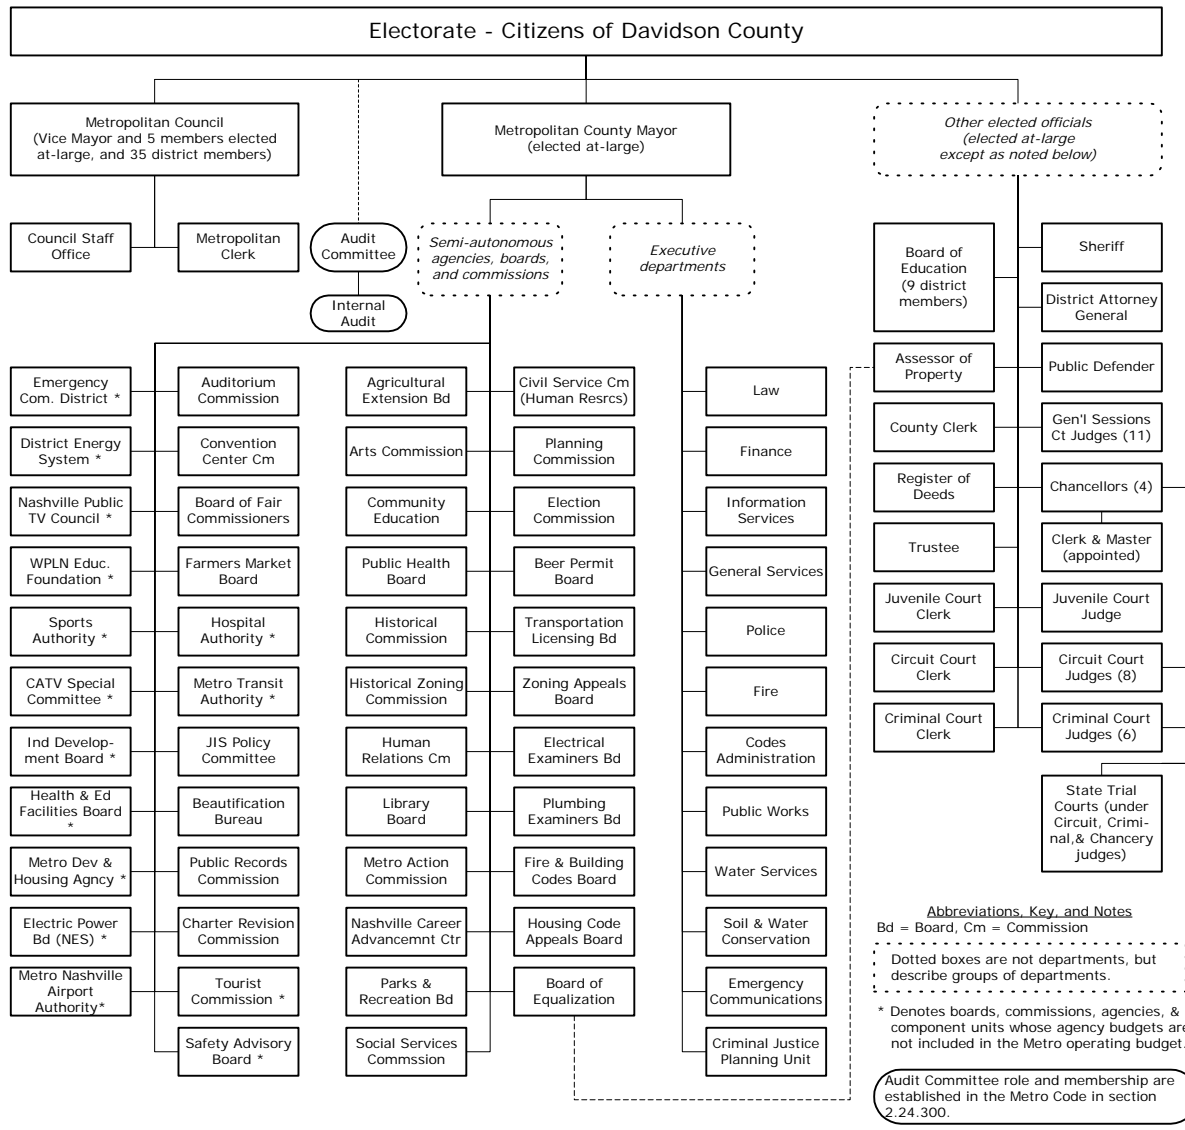 Electorate - Citizens of Davidson County
Metropolitan Council
(Vice Mayor and 5 members elected
at-large, and 35 district members)
Metropolitan County Mayor
(elected at-large)
Other elected officials
(elected at-large
except as noted below)
Council Staff
Office
Metropolitan
Clerk
Audit
Committee
Internal
Audit
Semi-autonomous
agencies, boards,
and commissions
Executive
departments
Emergency
Com. District *
District Energy
System *
Nashville Public
TV Council *
WPLN Educ.
Foundation *
Sports
Authority *
CATV Special
Committee *
Ind Develop-
ment Board *
Health & Ed
Facilities Board
*
Metro Dev &
Housing Agncy *
Electric Power
Bd (NES) *
Metro Nashville
Airport
Authority*
Auditorium
Commission
Convention
Center Cm
Board of Fair
Commissioners
Farmers Market
Board
Hospital
Authority *
Metro Transit
Authority *
JIS Policy
Committee
Beautification
Bureau
Public Records
Commission
Charter Revision
Commission
Tourist
Commission *
Safety Advisory
Board *
Agricultural
Extension Bd
Arts Commission
Community
Education
Public Health
Board
Historical
Commission
Historical Zoning
Commission
Human
Relations Cm
Library
Board
Metro Action
Commission
Nashville Career
Advancemnt Ctr
Parks &
Recreation Bd
Social Services
Commssion
Civil Service Cm
(Human Resrcs)
Planning
Commission
Election
Commission
Beer Permit
Board
Transportation
Licensing Bd
Zoning Appeals
Board
Electrical
Examiners Bd
Plumbing
Examiners Bd
Fire & Building
Codes Board
Housing Code
Appeals Board
Board of
Equalization
Law
Finance
Information
Services
General Services
Police
Fire
Codes
Administration
Public Works
Water Services
Soil & Water
Conservation
Emergency
Communications
Criminal Justice
Planning Unit
Board of
Education
(9 district
members)
Assessor of
Property
County Clerk
Register of
Deeds
Trustee
Juvenile Court
Clerk
Circuit Court
Clerk
Criminal Court
Clerk
Sheriff
District Attorney
General
Public Defender
Gen'l Sessions
Ct Judges (11)
Chancellors (4)
Clerk & Master
(appointed)
Juvenile Court
Judge
Circuit Court
Judges (8)
Criminal Court
Judges (6)
State Trial
Courts (under
Circuit, Crimi-
nal,& Chancery
judges)
Abbreviations, Key, and Notes
Bd = Board, Cm = Commission
Dotted boxes are not departments, but
describe groups of departments.
* Denotes boards, commissions, agencies, &
component units whose agency budgets are
not included in the Metro operating budget.
Audit Committee role and membership are
established in the Metro Code in section
2.24.300.